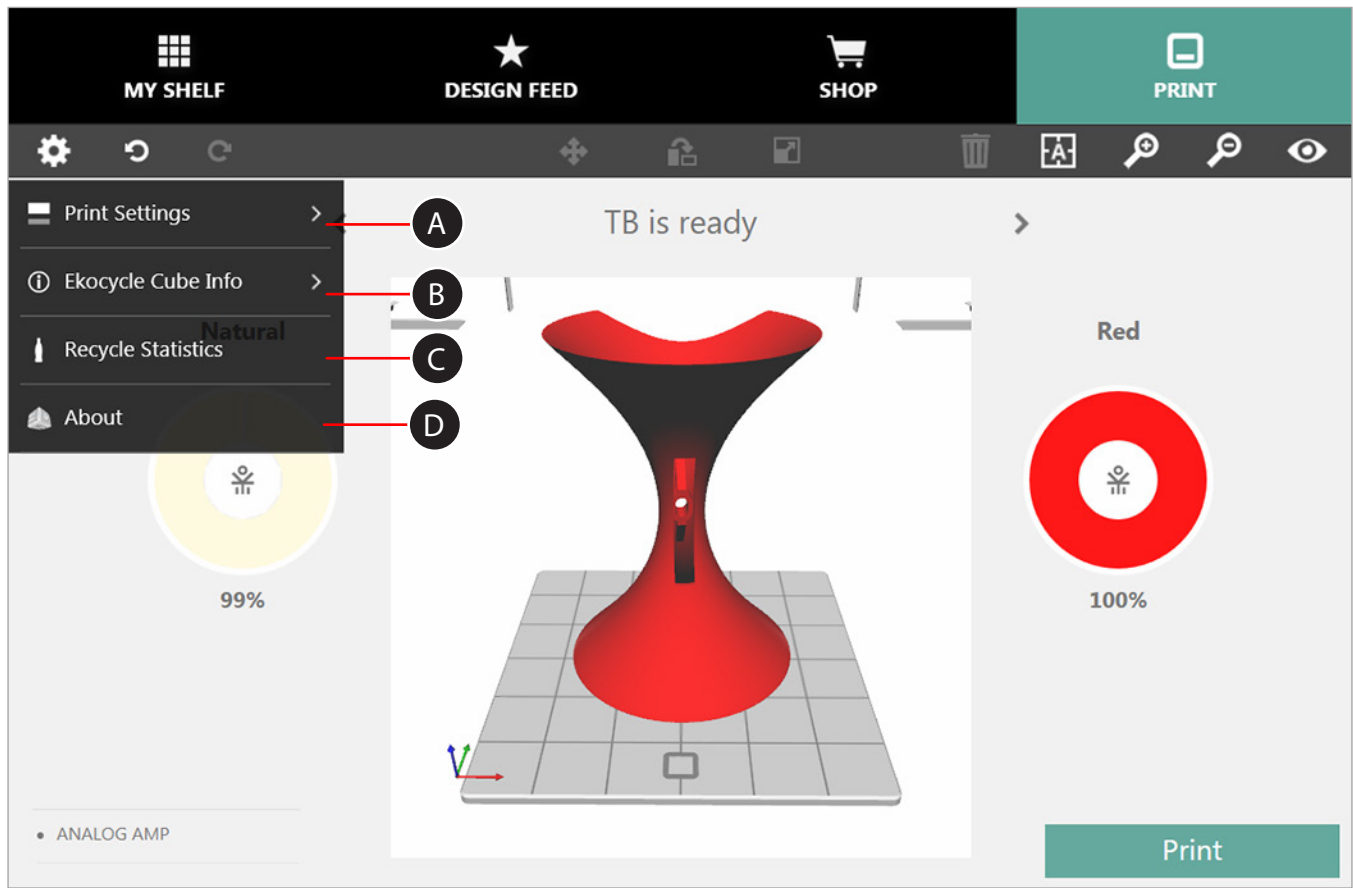 MY SHELF
DESIGN FEED
SHOP
PRINT
A
Print Settings
A
TB is ready
Ekocycle Cube Info
B
Natural
Red
Recycle Statistics
C
About
D
99%
100%
• ANALOG AMP
Print